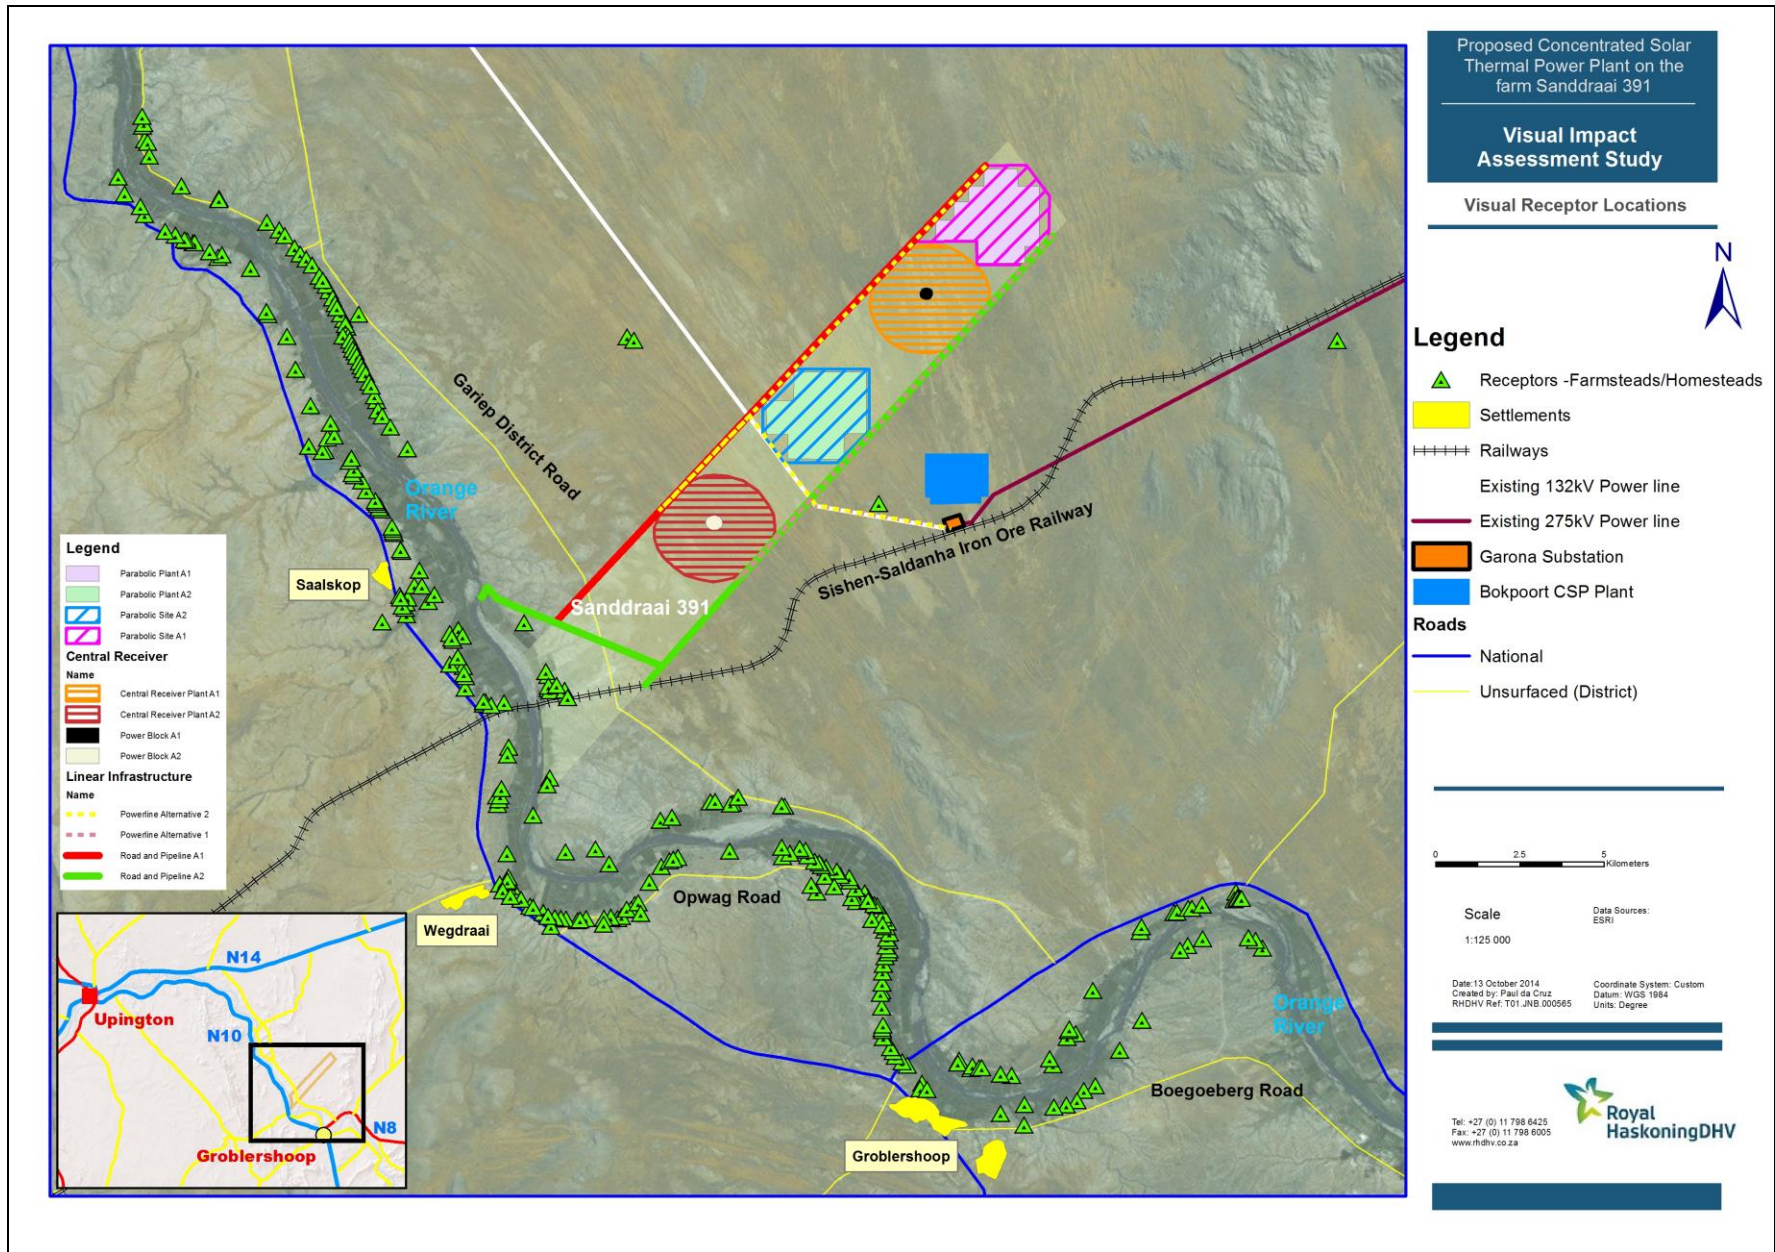 Proposed Concentrated Solar
Thermal Power Plant on the
farm Sanddraai 391
Visual Impact
Assessment Study
Visual Receptor Locations
N
Legend
Receptors -Farmsteads/Homesteads
Settlements
Railways
Existing 132kV Power line
Existing 275kV Power line
Garona Substation
Bokpoort CSP Plant
Roads
National
Unsurfaced (District)
0 2.5 5
Kilometers
Scale
1:125 000
Data Sources:
ESRI
Date:13 October 2014
Created by: Paul da Cruz
RHDHV Ref: T01.JNB.000565
Coordinate System: Custom
Datum: WGS 1984
Units: Degree
Tel: +27 (0) 11 798 6425
Fax: +27 (0) 11 798 6005
www.rhdhv.co.za
Royal
HaskoningDHV
Gariep District Road
Orange
River
Saalskop
Sanddraai 391
Sishen-Saldanha Iron Ore Railway
Wegdraai
Opwag Road
Orange
River
Boegoeberg Road
Groblershoop
Legend
Parabolic Plant A1
Parabolic Plant A2
Parabolic Site A2
Parabolic Site A1
Central Receiver
Name
Central Receiver Plant A1
Central Receiver Plant A2
Power Block A1
Power Block A2
Linear Infrastructure
Name
Powerline Alternative 2
Powerline Alternative 1
Road and Pipeline A1
Road and Pipeline A2
N14
Upington
N10
N8
Groblershoop